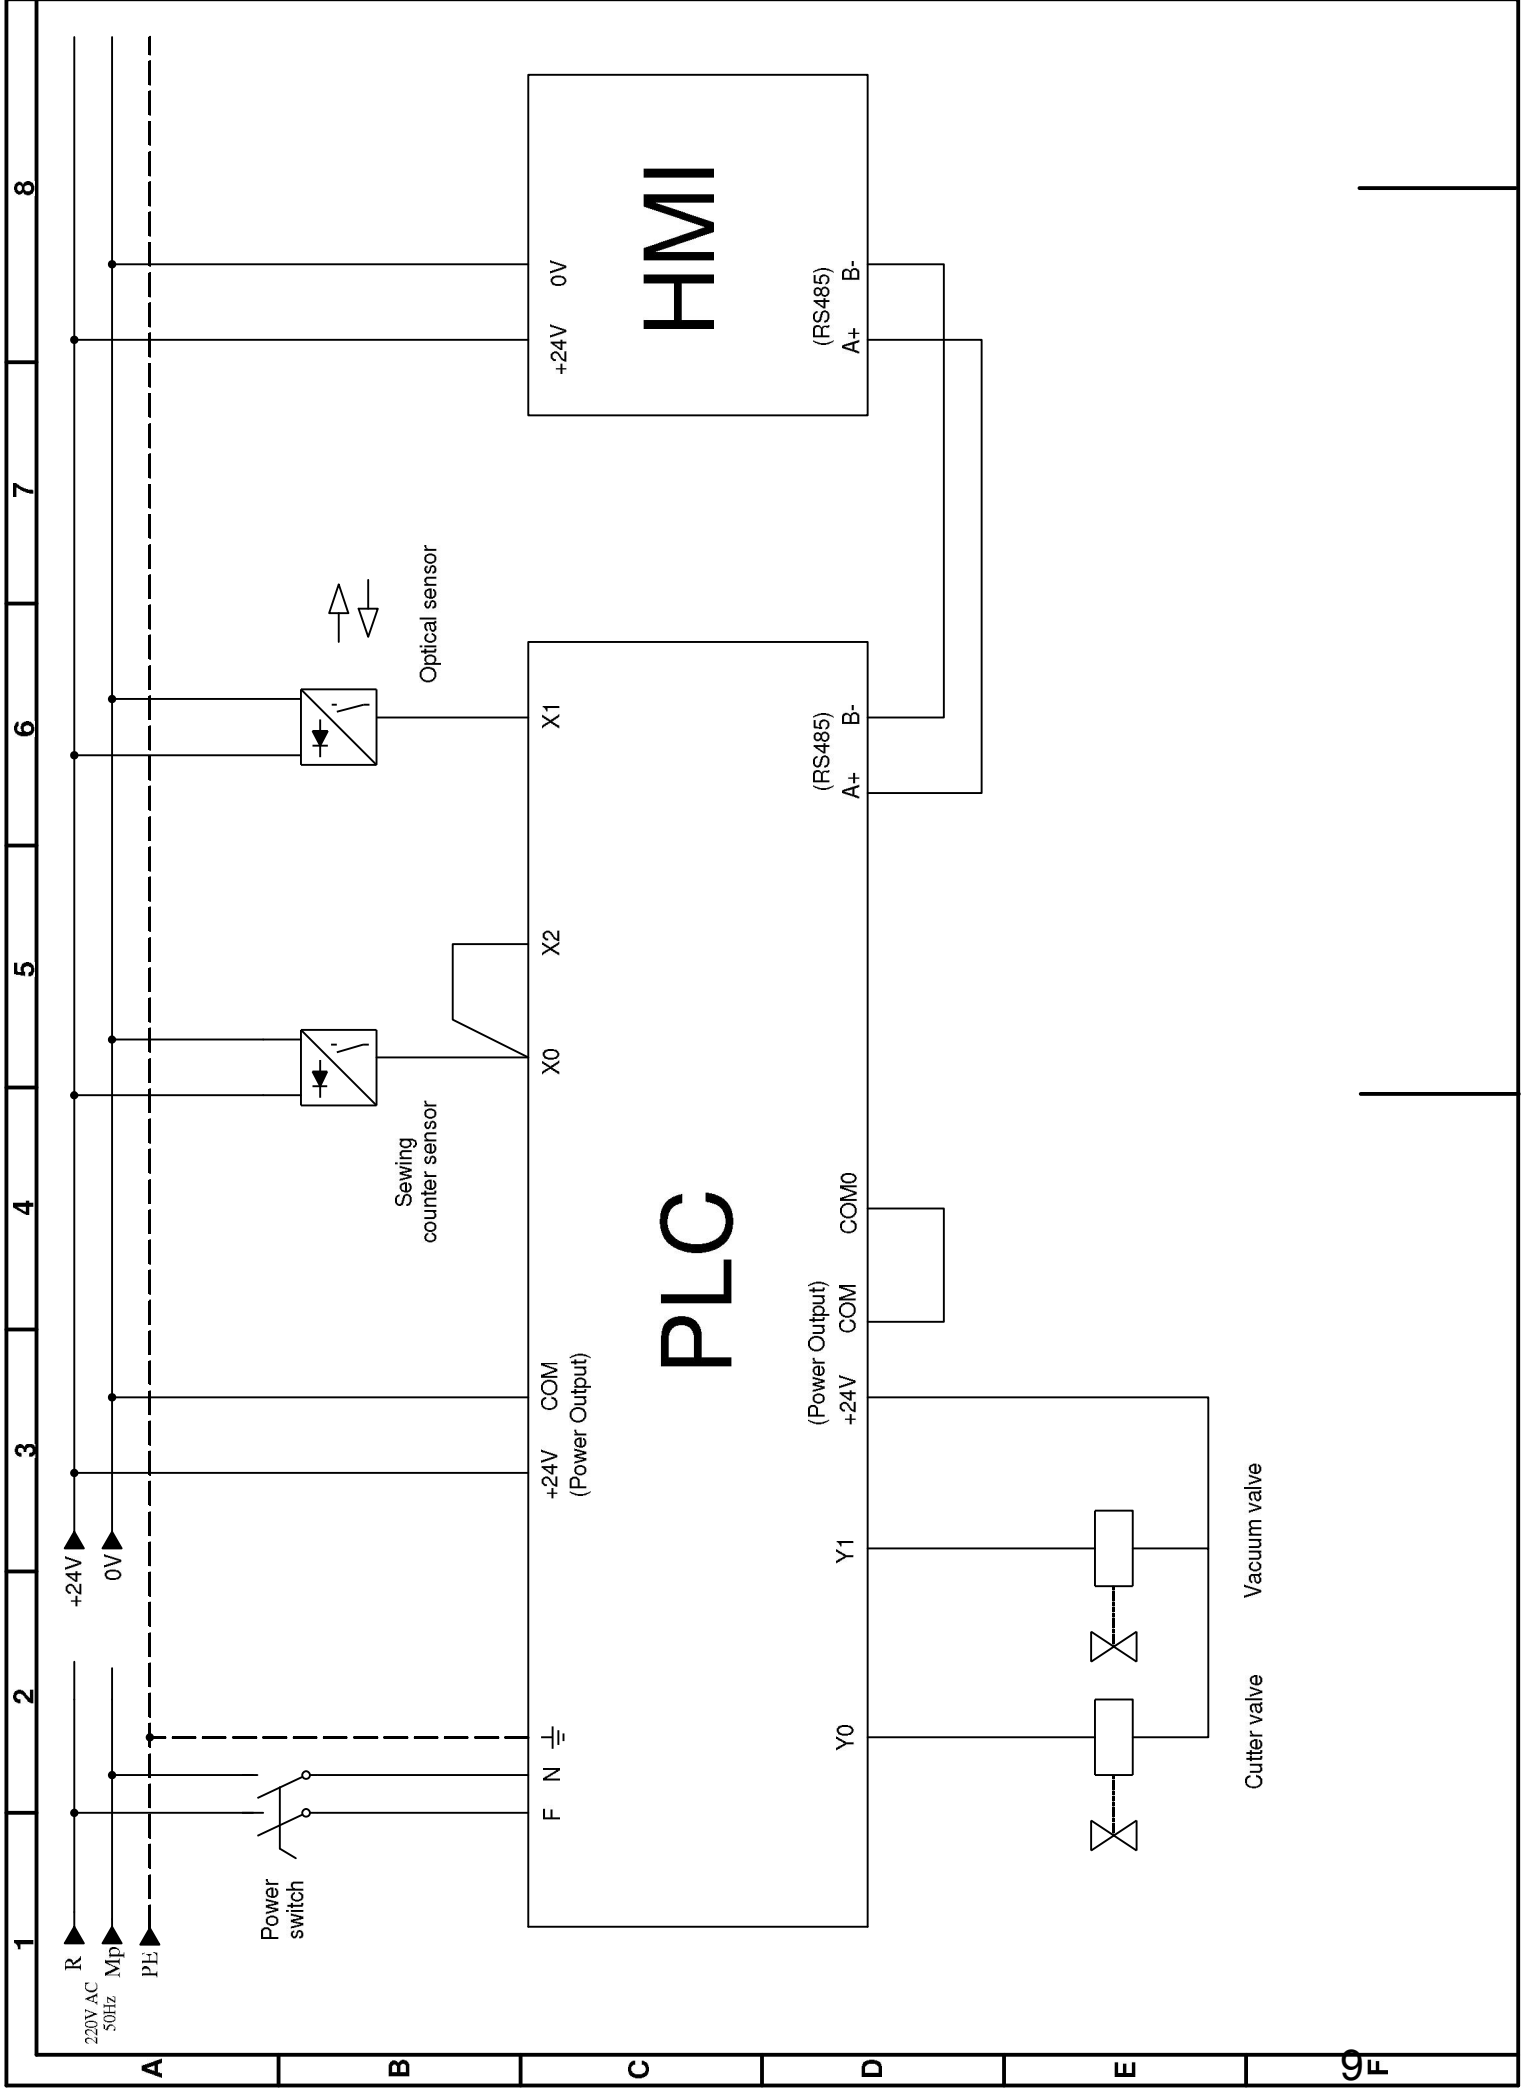 1
2
3
4
5
6
7
8
A
B
C
D
E
F
9
R
220V AC
50Hz
Mp
PE
+24V
0V
Power
switch
Sewing
counter sensor
Optical sensor
F
N
+24V
COM
(Power Output)
X0
X2
X1
+24V
0V
PLC
HMI
Y0
Y1
(Power Output)
+24V
COM
COM0
(RS485)
A+
B-
(RS485)
A+
B-
Cutter valve
Vacuum valve